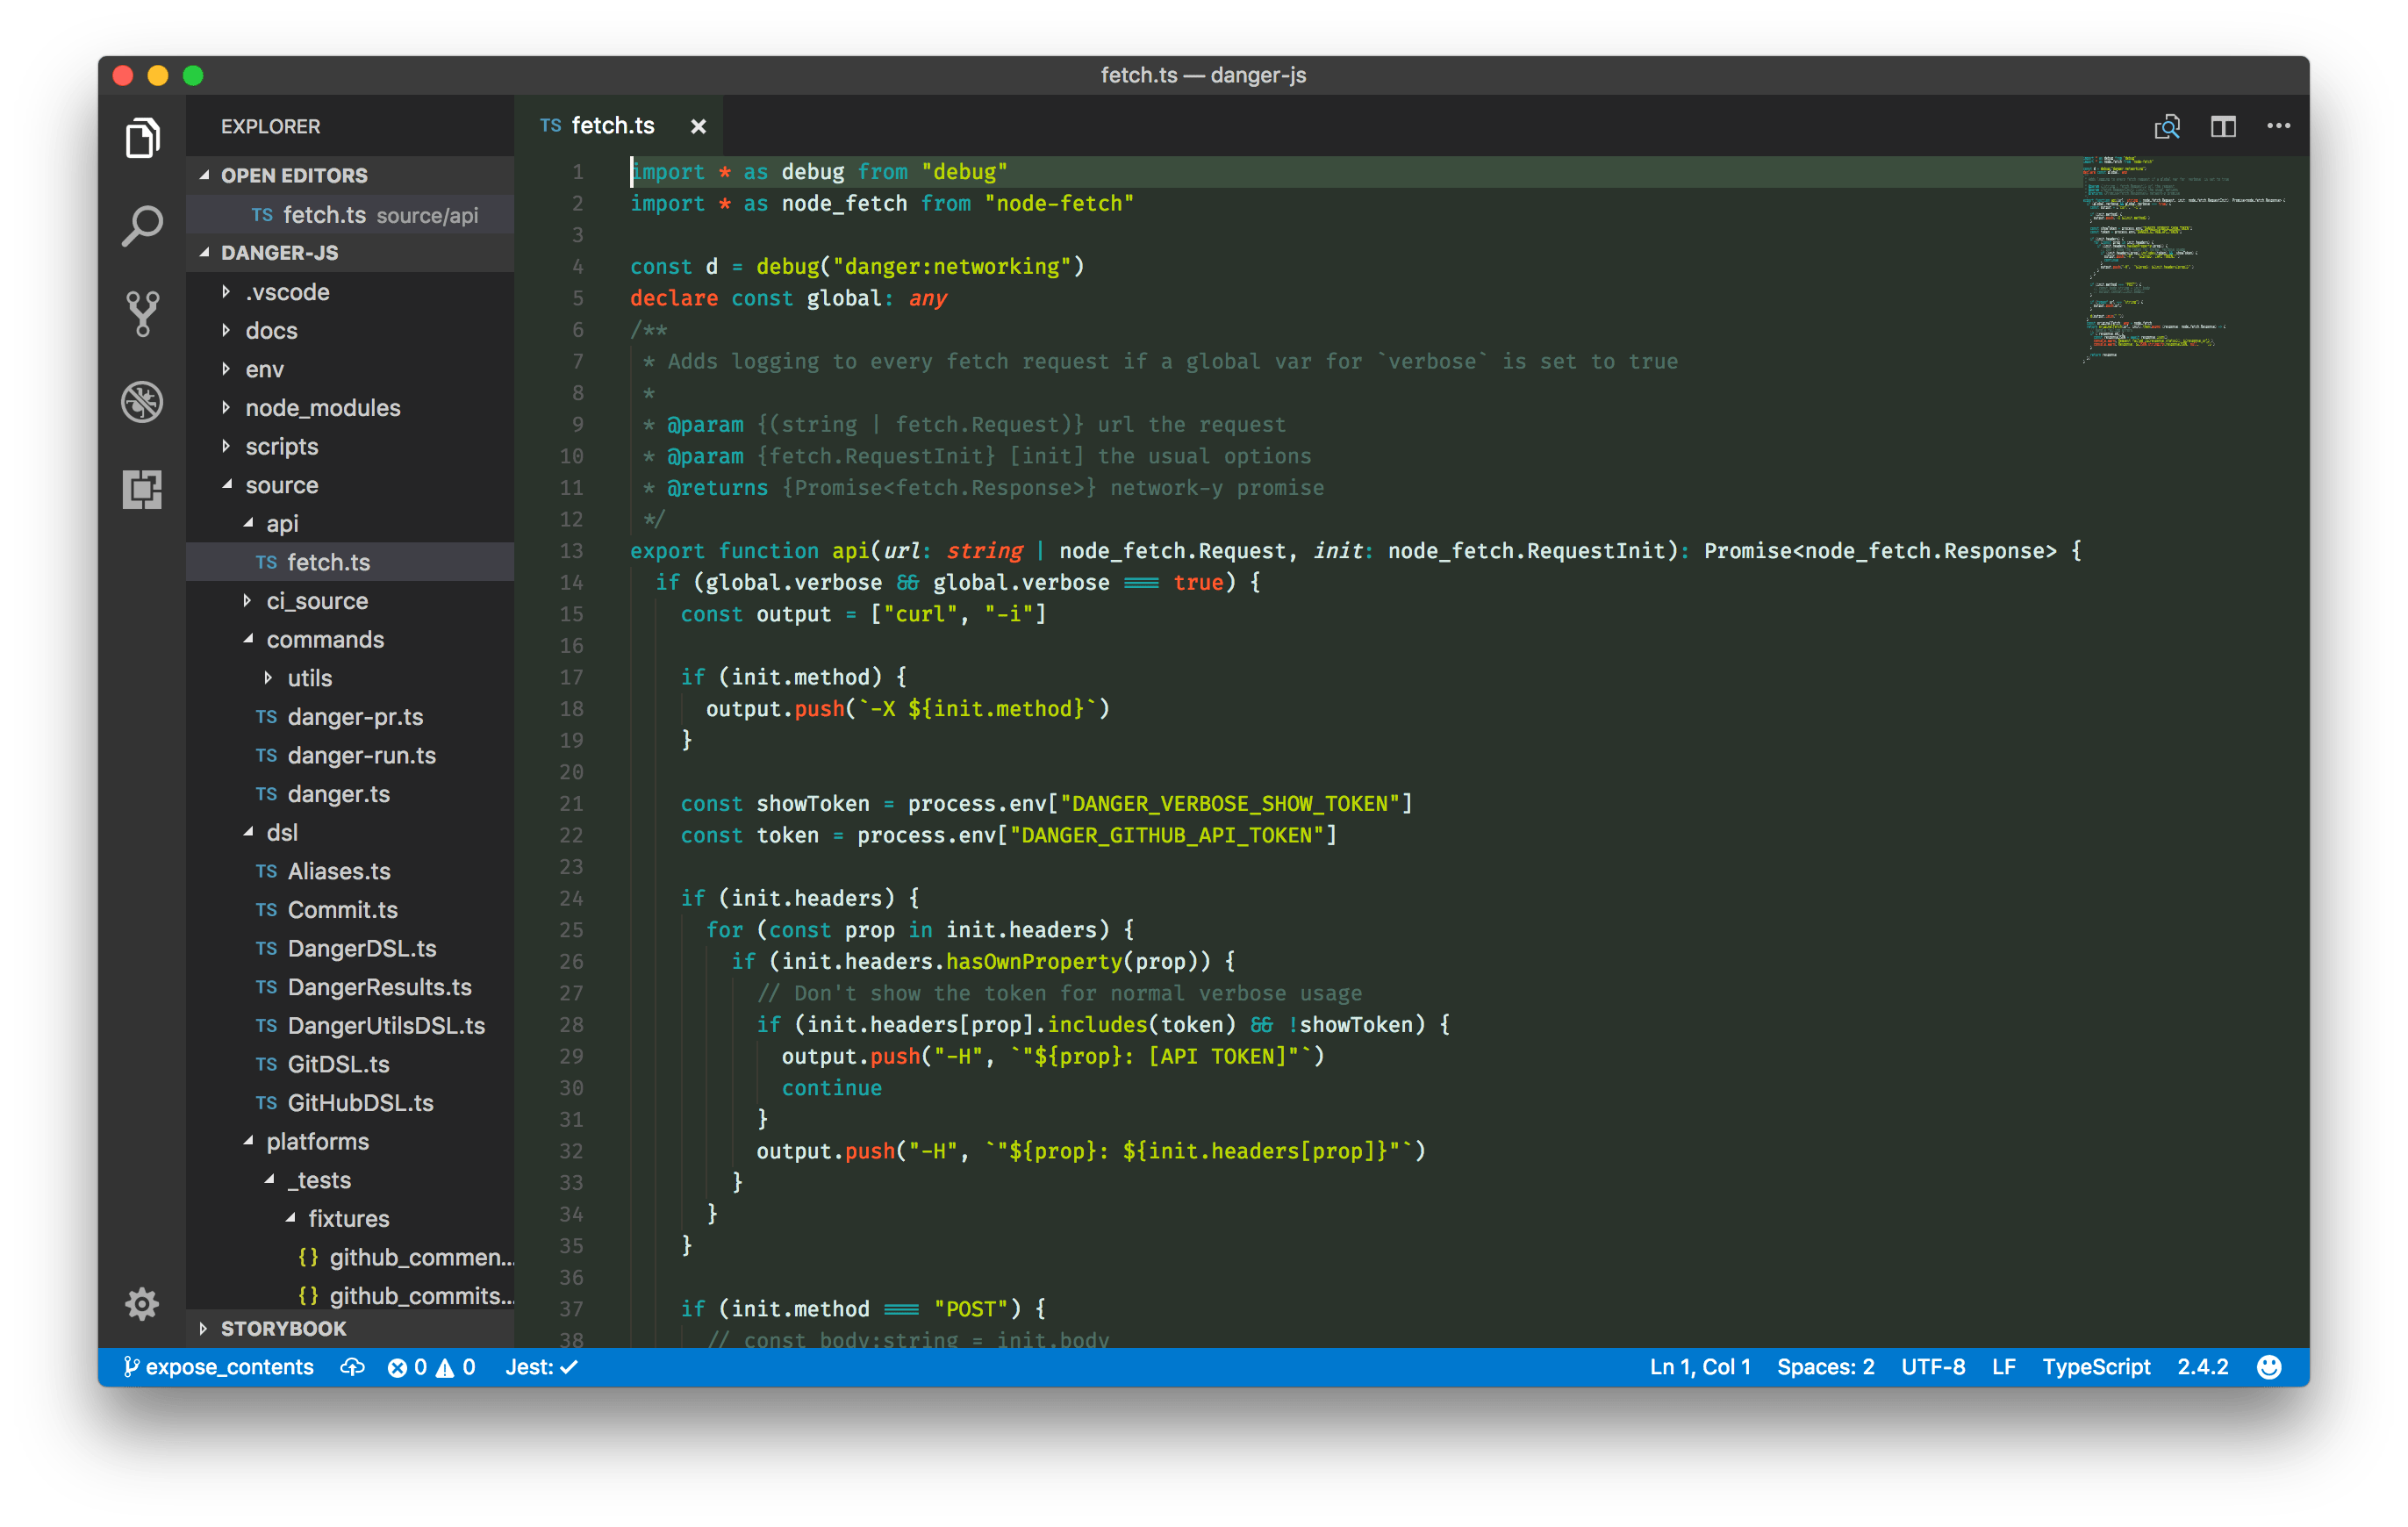 fetch.ts — danger-js
EXPLORER
OPEN EDITORS
TS fetch.ts source/api
DANGER-JS
.vscode
docs
env
node_modules
scripts
source
api
TS fetch.ts
ci_source
commands
utils
TS danger-pr.ts
TS danger-run.ts
TS danger.ts
dsl
TS Aliases.ts
TS Commit.ts
TS DangerDSL.ts
TS DangerResults.ts
TS DangerUtilsDSL.ts
TS GitDSL.ts
TS GitHubDSL.ts
platforms
_tests
fixtures
{} github_commen...
{} github_commits...
STORYBOOK
TS fetch.ts ×
1 import * as debug from "debug"
2 import * as node_fetch from "node-fetch"
3
4 const d = debug("danger:networking")
5 declare const global: any
6 /**
7 * Adds logging to every fetch request if a global var for `verbose` is set to true
8 *
9 * @param {(string | fetch.Request)} url the request
10 * @param {fetch.RequestInit} [init] the usual options
11 * @returns {Promise<fetch.Response>} network-y promise
12 */
13 export function api(url: string | node_fetch.Request, init: node_fetch.RequestInit): Promise<node_fetch.Response> {
14 if (global.verbose && global.verbose === true) {
15 const output = ["curl", "-i"]
16
17 if (init.method) {
18 output.push(`-X ${init.method}`)
19 }
20
21 const showToken = process.env["DANGER_VERBOSE_SHOW_TOKEN"]
22 const token = process.env["DANGER_GITHUB_API_TOKEN"]
23
24 if (init.headers) {
25 for (const prop in init.headers) {
26 if (init.headers.hasOwnProperty(prop)) {
27 // Don't show the token for normal verbose usage
28 if (init.headers[prop].includes(token) && !showToken) {
29 output.push("-H", `"${prop}: [API TOKEN]"`)
30 continue
31 }
32 output.push("-H", `"${prop}: ${init.headers[prop]}"`)
33 }
34 }
35 }
36
37 if (init.method === "POST") {
38 // const body:string = init.body
expose_contents 0 0 Jest: ✓
Ln 1, Col 1 Spaces: 2 UTF-8 LF TypeScript 2.4.2